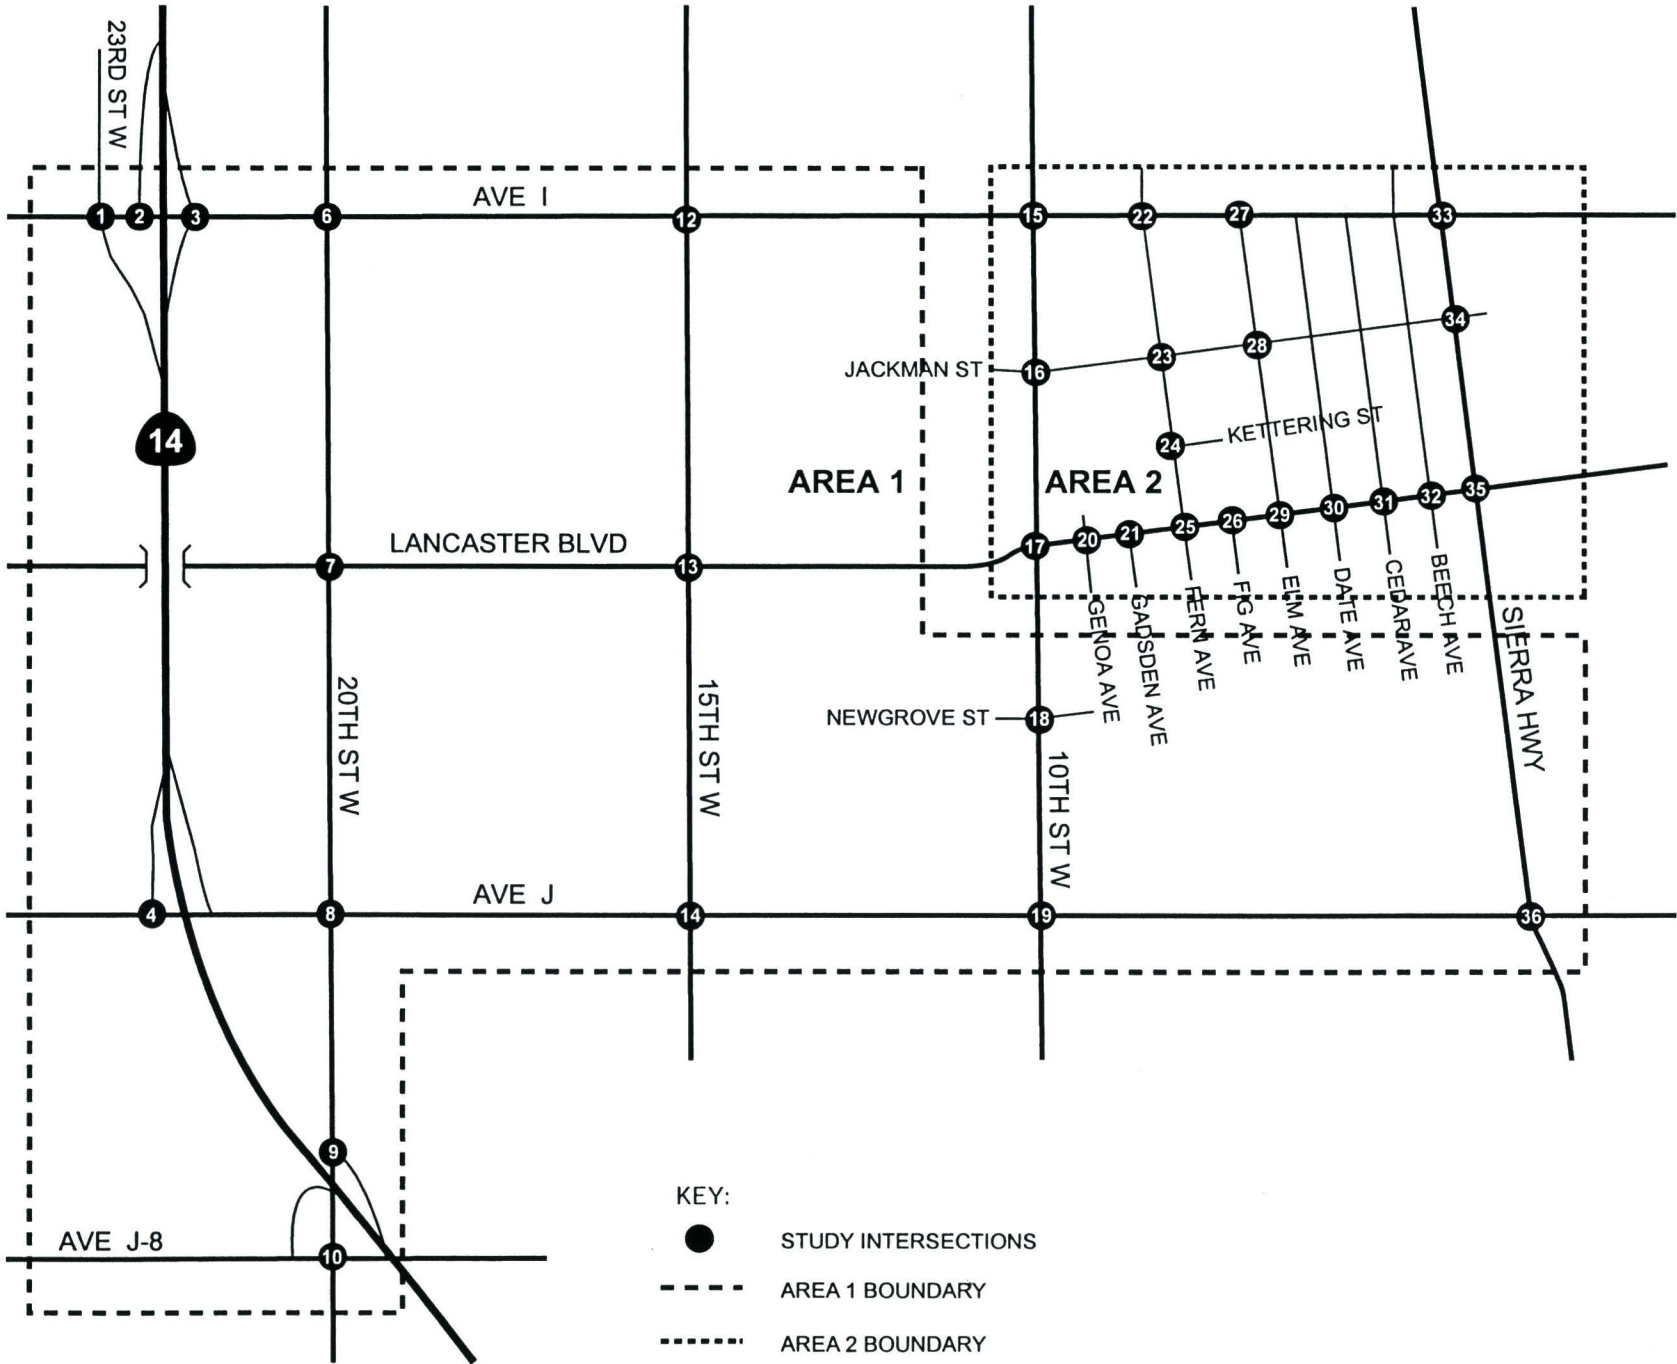 23RD ST W
AVE I
1
2
3
6
12
15
22
27
33
34
28
23
JACKMAN ST
16
14
24
KETTERING ST
AREA 1
AREA 2
LANCASTER BLVD
7
13
17
20
21
25
26
29
30
31
32
35
GENOA AVE
GADSDEN AVE
FERN AVE
FIG AVE
ELM AVE
DATE AVE
CEDAR AVE
BEECH AVE
SIERRA HWY
20TH ST W
15TH ST W
NEWGROVE ST
18
10TH ST W
AVE J
4
8
14
19
36
9
AVE J-8
10
KEY:
STUDY INTERSECTIONS
AREA 1 BOUNDARY
AREA 2 BOUNDARY